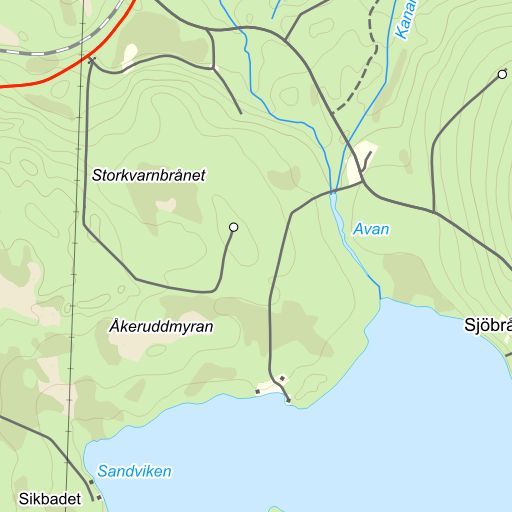 Storkvarnbrånet
Avan
Åkeruddmyran
Sandviken
Sikbadet